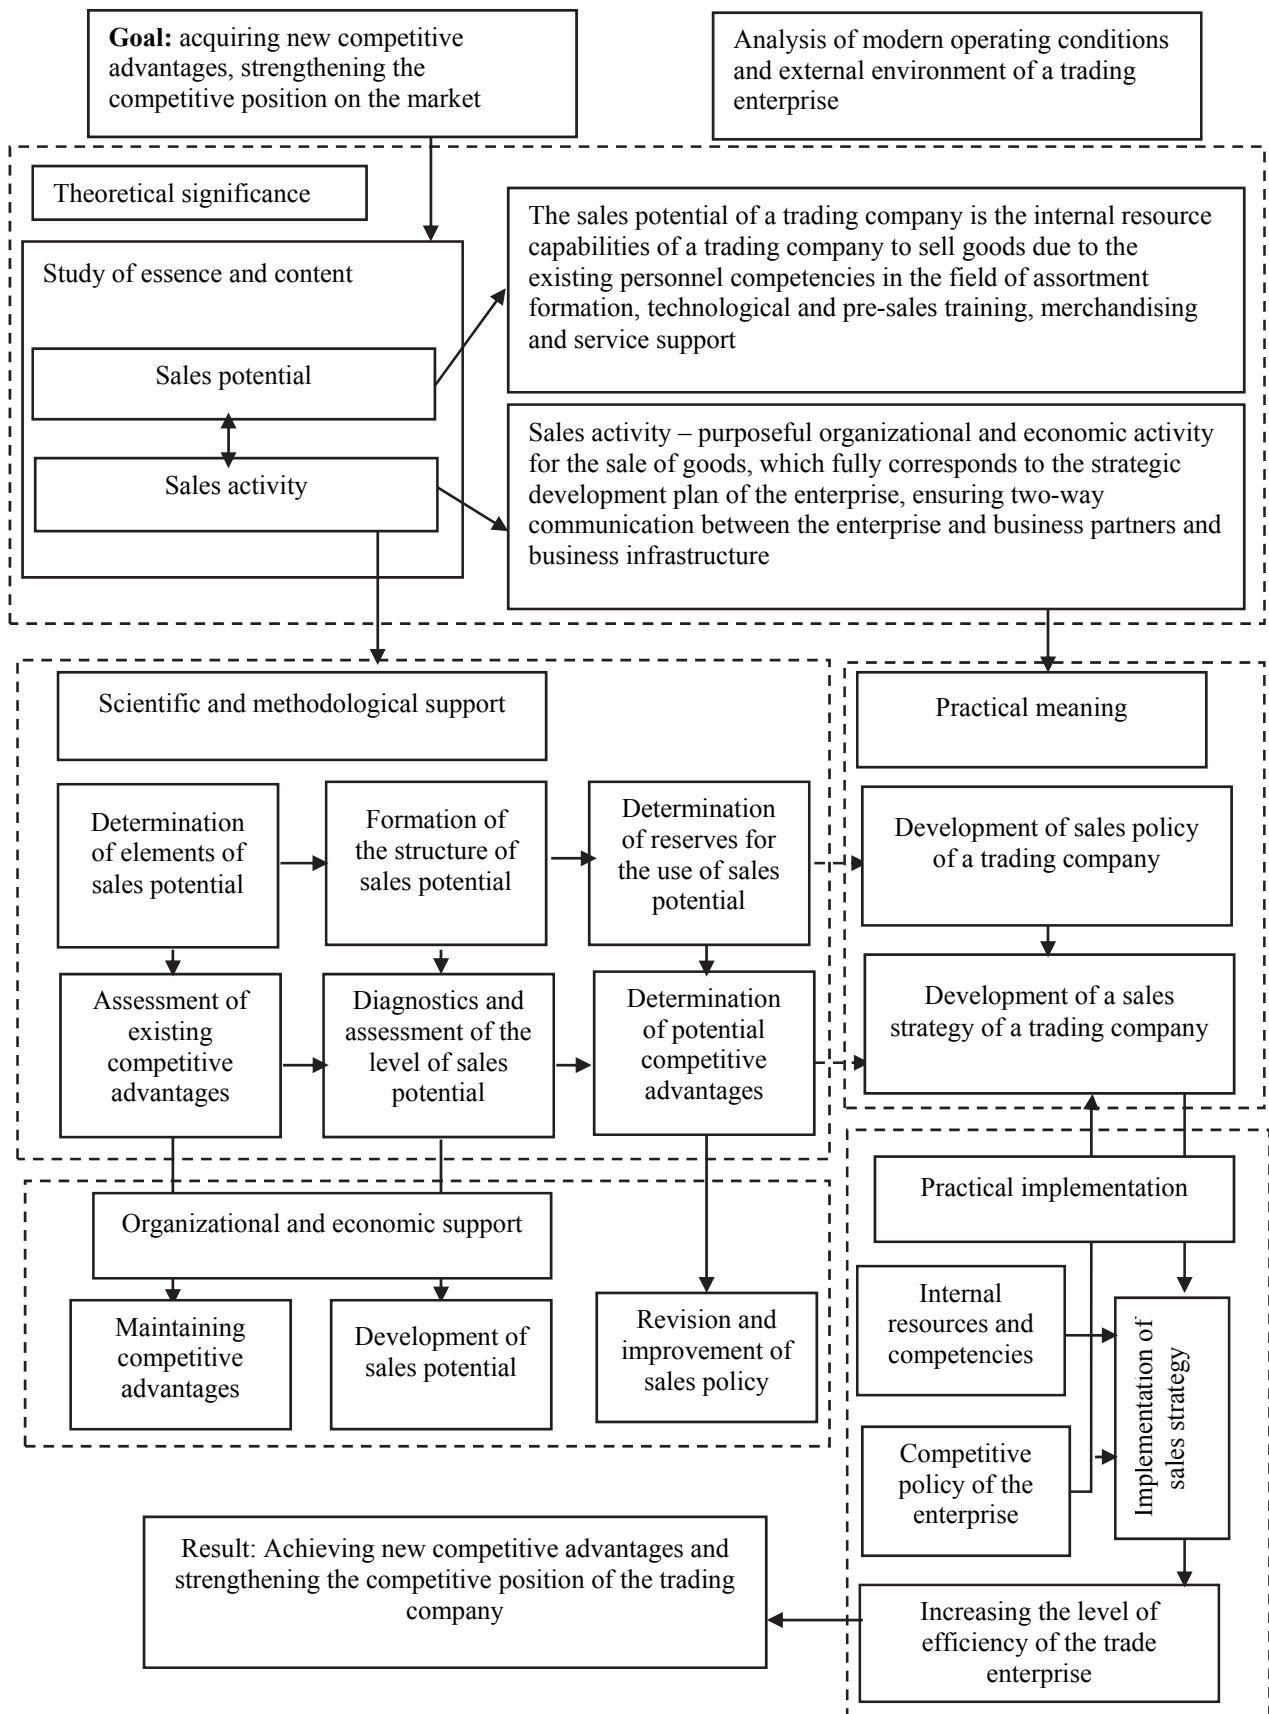 Goal: acquiring new competitive
advantages, strengthening the
competitive position on the market
Analysis of modern operating conditions
and external environment of a trading
enterprise
Theoretical significance
Study of essence and content
Sales potential
Sales activity
The sales potential of a trading company is the internal resource
capabilities of a trading company to sell goods due to the
existing personnel competencies in the field of assortment
formation, technological and pre-sales training, merchandising
and service support
Sales activity – purposeful organizational and economic activity
for the sale of goods, which fully corresponds to the strategic
development plan of the enterprise, ensuring two-way
communication between the enterprise and business partners and
business infrastructure
Scientific and methodological support
Determination
of elements of
sales potential
Formation of
the structure of
sales potential
Determination
of reserves for
the use of sales
potential
Assessment of
existing
competitive
advantages
Diagnostics and
assessment of the
level of sales
potential
Determination
of potential
competitive
advantages
Practical meaning
Development of sales policy
of a trading company
Development of a sales
strategy of a trading company
Organizational and economic support
Maintaining
competitive
advantages
Development of
sales potential
Revision and
improvement of
sales policy
Practical implementation
Internal
resources and
competencies
Competitive
policy of the
enterprise
Implementation of
sales strategy
Increasing the level of
efficiency of the trade
enterprise
Result: Achieving new competitive advantages and
strengthening the competitive position of the trading
company